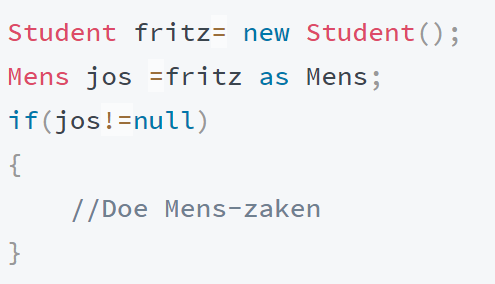 Student fritz= new Student();
Mens jos =fritz as Mens;
if(jos!=null)
{
    //Doe Mens-zaken
}